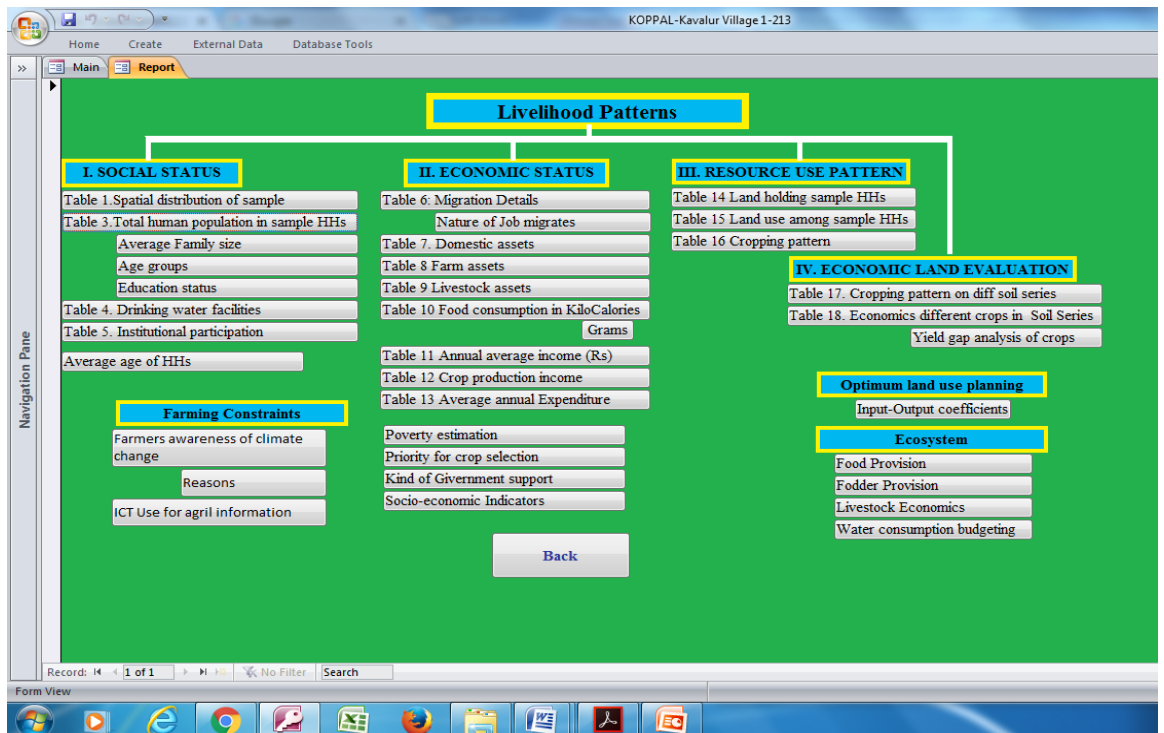 KOPPAL-Kavalur Village 1-213
Home Create External Data Database Tools
Main Report
Navigation Pane
Livelihood Patterns
I. SOCIAL STATUS
Table 1.Spatial distribution of sample
Table 3.Total human population in sample HHs
Average Family size
Age groups
Education status
Table 4. Drinking water facilities
Table 5. Institutional participation
Average age of HHs
Farming Constraints
Farmers awareness of climate
change
Reasons
ICT Use for agril information
II. ECONOMIC STATUS
Table 6: Migration Details
Nature of Job migrates
Table 7. Domestic assets
Table 8 Farm assets
Table 9 Livestock assets
Table 10 Food consumption in KiloCalories
Grams
Table 11 Annual average income (Rs)
Table 12 Crop production income
Table 13 Average annual Expenditure
Poverty estimation
Priority for crop selection
Kind of Givernment support
Socio-economic Indicators
Back
III. RESOURCE USE PATTERN
Table 14 Land holding sample HHs
Table 15 Land use among sample HHs
Table 16 Cropping pattern
IV. ECONOMIC LAND EVALUATION
Table 17. Cropping pattern on diff soil series
Table 18. Economics different crops in Soil Series
Yield gap analysis of crops
Optimum land use planning
Input-Output coefficients
Ecosystem
Food Provision
Fodder Provision
Livestock Economics
Water consumption budgeting
Record: 1 of 1 No Filter Search
Form View